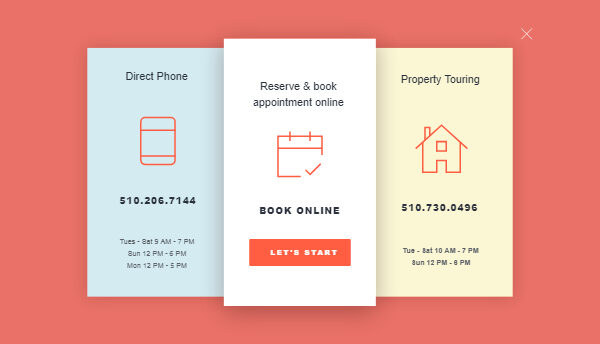 Direct Phone
510.206.7144
Tues - Sat 9 AM - 7 PM
Sun 12 PM - 6 PM
Mon 12 PM - 5 PM
Reserve & book
appointment online
BOOK ONLINE
LET'S START
Property Touring
510.730.0496
Tues - Sat 10 AM - 7 PM
Sun 12 PM - 6 PM